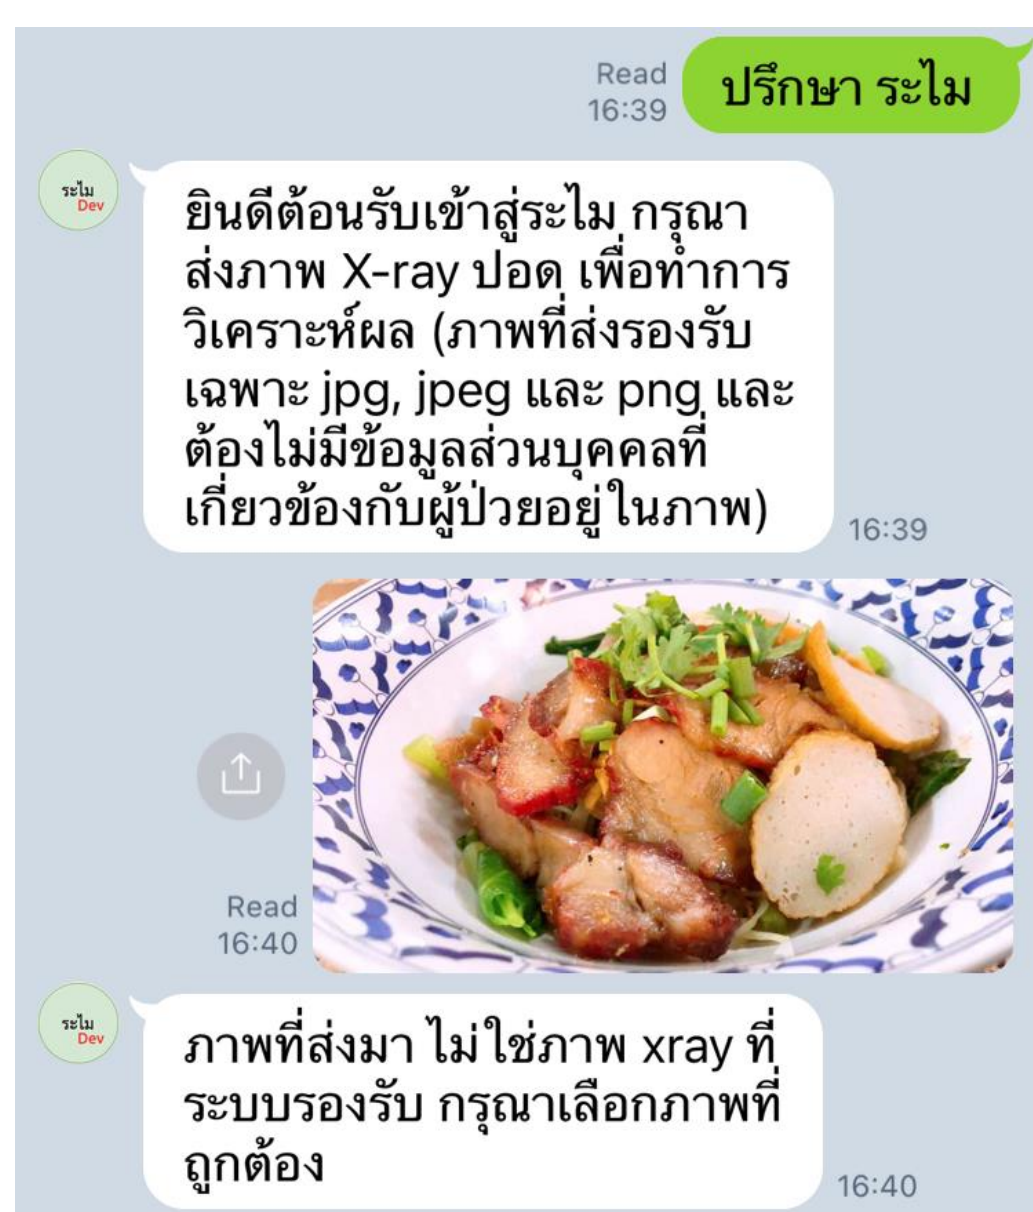 Read
16:39
ปรึกษา ระไม
ระไม
Dev
ยินดีต้อนรับเข้าสู่ระไม กรุณา
ส่งภาพ X-ray ปอด เพื่อทำการ
วิเคราะห์ผล (ภาพที่ส่งรองรับ
เฉพาะ jpg, jpeg และ png และ
ต้องไม่มีข้อมูลส่วนบุคคลที่
เกี่ยวข้องกับผู้ป่วยอยู่ในภาพ)
16:39
Read
16:40
ระไม
Dev
ภาพที่ส่งมา ไม่ใช่ภาพ xray ที่
ระบบรองรับ กรุณาเลือกภาพที่
ถูกต้อง
16:40